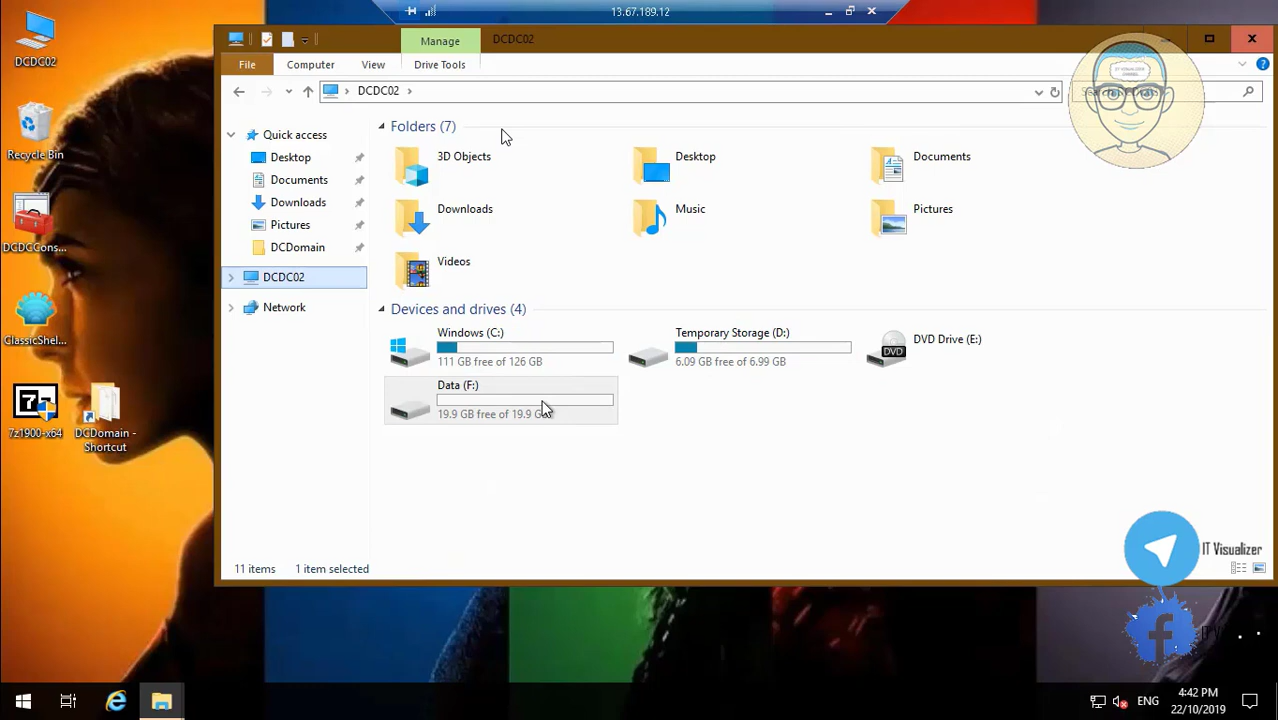 13.67.189.12
DCDC02
Manage
DCDC02
File
Computer
View
Drive Tools
DCDC02
Quick access
Desktop
Documents
Downloads
Pictures
DCDomain
DCDC02
Network
Folders (7)
3D Objects
Desktop
Documents
Downloads
Music
Pictures
Videos
Devices and drives (4)
Windows (C:)
111 GB free of 126 GB
Temporary Storage (D:)
6.09 GB free of 6.99 GB
DVD Drive (E:)
DVD
Data (F:)
19.9 GB free of 19.9
11 items
1 item selected
Recycle Bin
DCDCCons...
ClassicShel...
7z1900-x64
DCDomain -
Shortcut
IT Visualizer
ENG
4:42 PM
22/10/2019